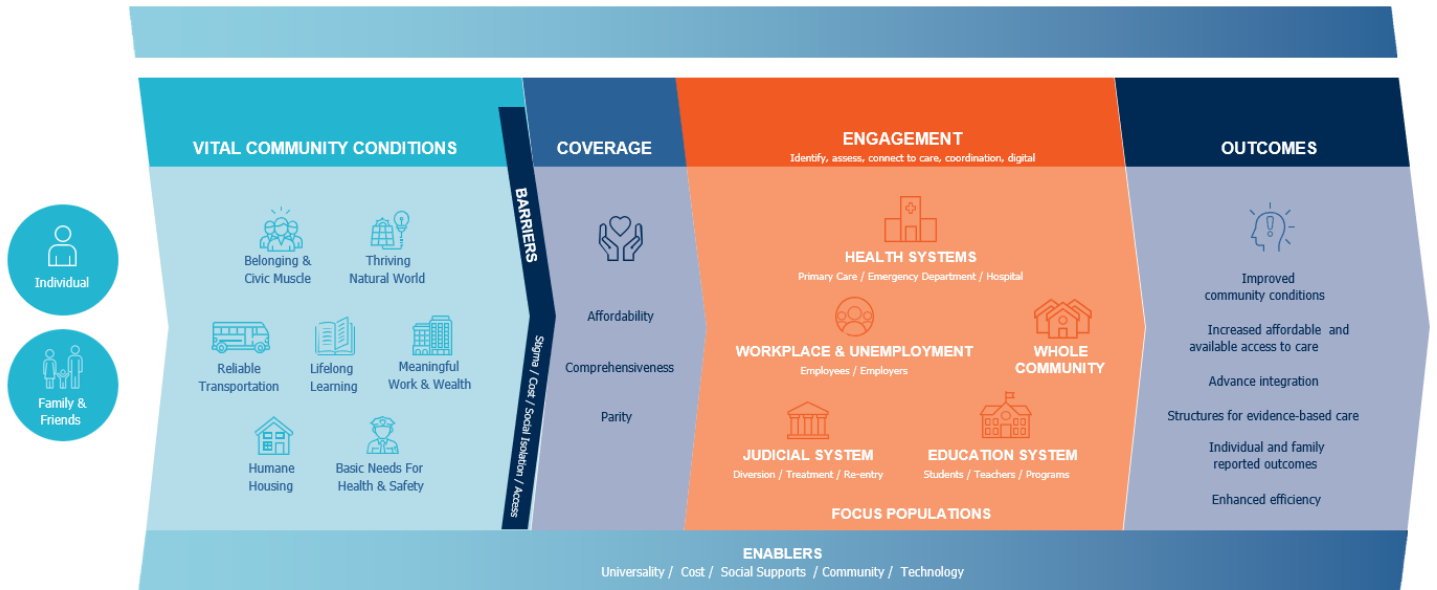 Individual
Family &
Friends
VITAL COMMUNITY CONDITIONS
Belonging &
Civic Muscle
Thriving
Natural World
Reliable
Transportation
Lifelong
Learning
Meaningful
Work & Wealth
Humane
Housing
Basic Needs For
Health & Safety
BARRIERS
Stigma / Cost / Social Isolation / Access
COVERAGE
Affordability
Comprehensiveness
Parity
ENGAGEMENT
Identify, assess, connect to care, coordination, digital
HEALTH SYSTEMS
Primary Care / Emergency Department / Hospital
WORKPLACE & UNEMPLOYMENT
Employees / Employers
WHOLE
COMMUNITY
JUDICIAL SYSTEM
Diversion / Treatment / Re-entry
EDUCATION SYSTEM
Students / Teachers / Programs
FOCUS POPULATIONS
OUTCOMES
Improved
community conditions
Increased affordable and
available access to care
Advance integration
Structures for evidence-based care
Individual and family
reported outcomes
Enhanced efficiency
ENABLERS
Universality / Cost / Social Supports / Community / Technology